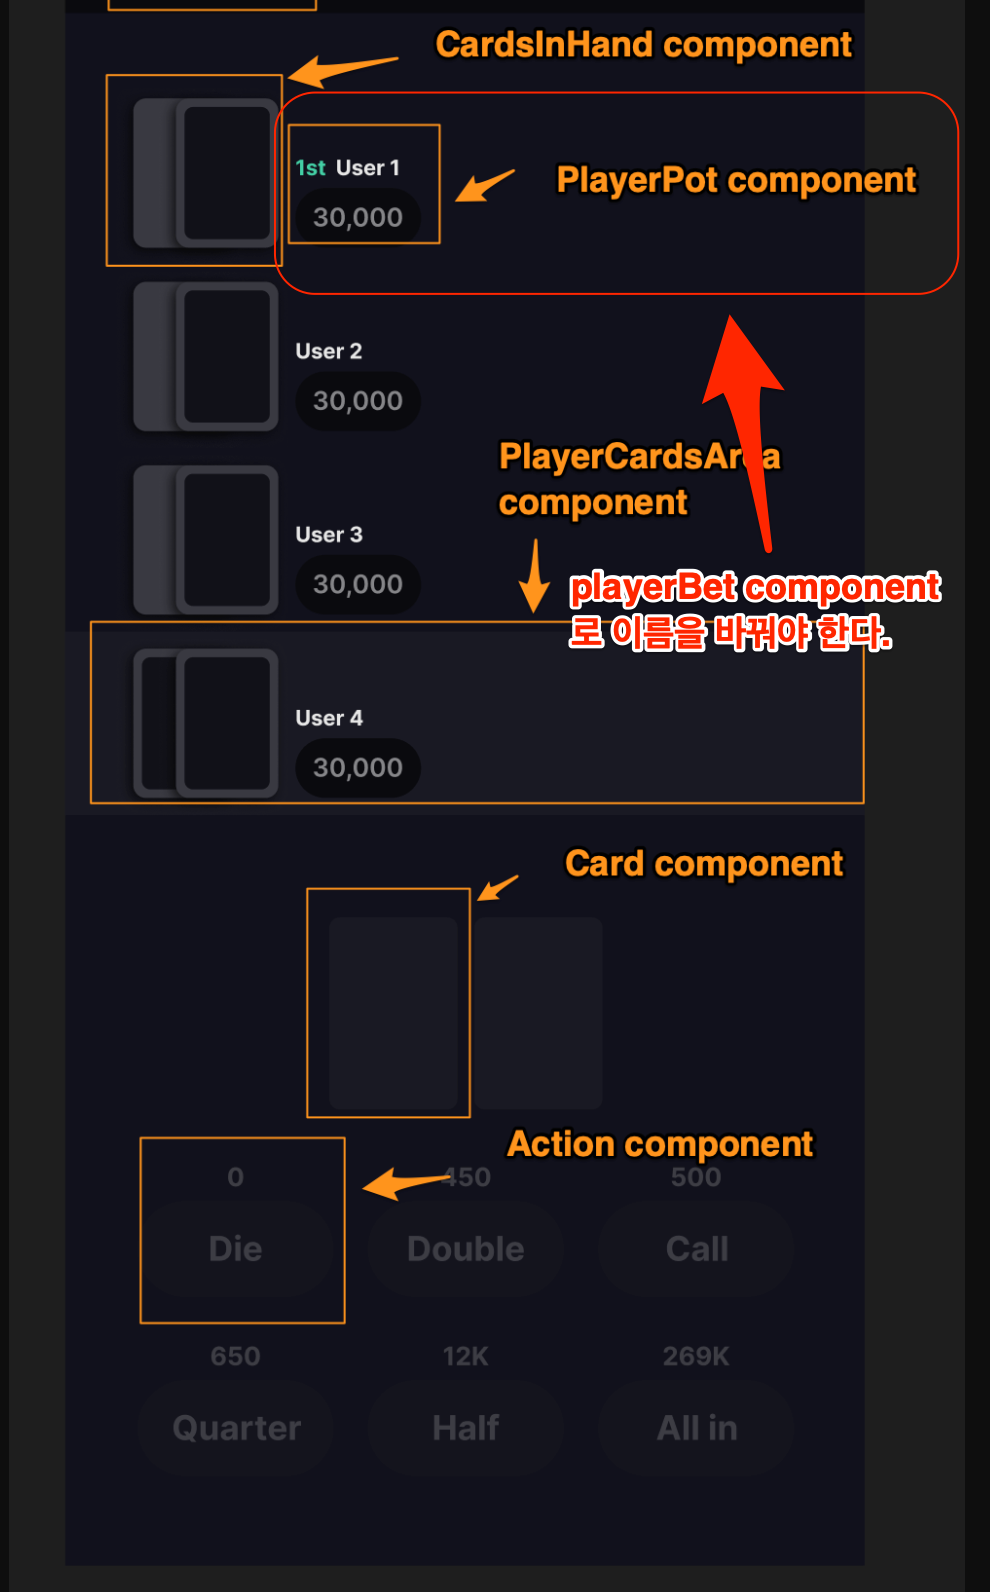 CardsInHand component
1st User 1
30,000
PlayerPot component
User 2
30,000
PlayerCardsArea
component
User 3
30,000
playerBet component
로 이름을 바꿔야 한다.
User 4
30,000
Card component
Action component
0
450
500
Die
Double
Call
650
12K
269K
Quarter
Half
All in